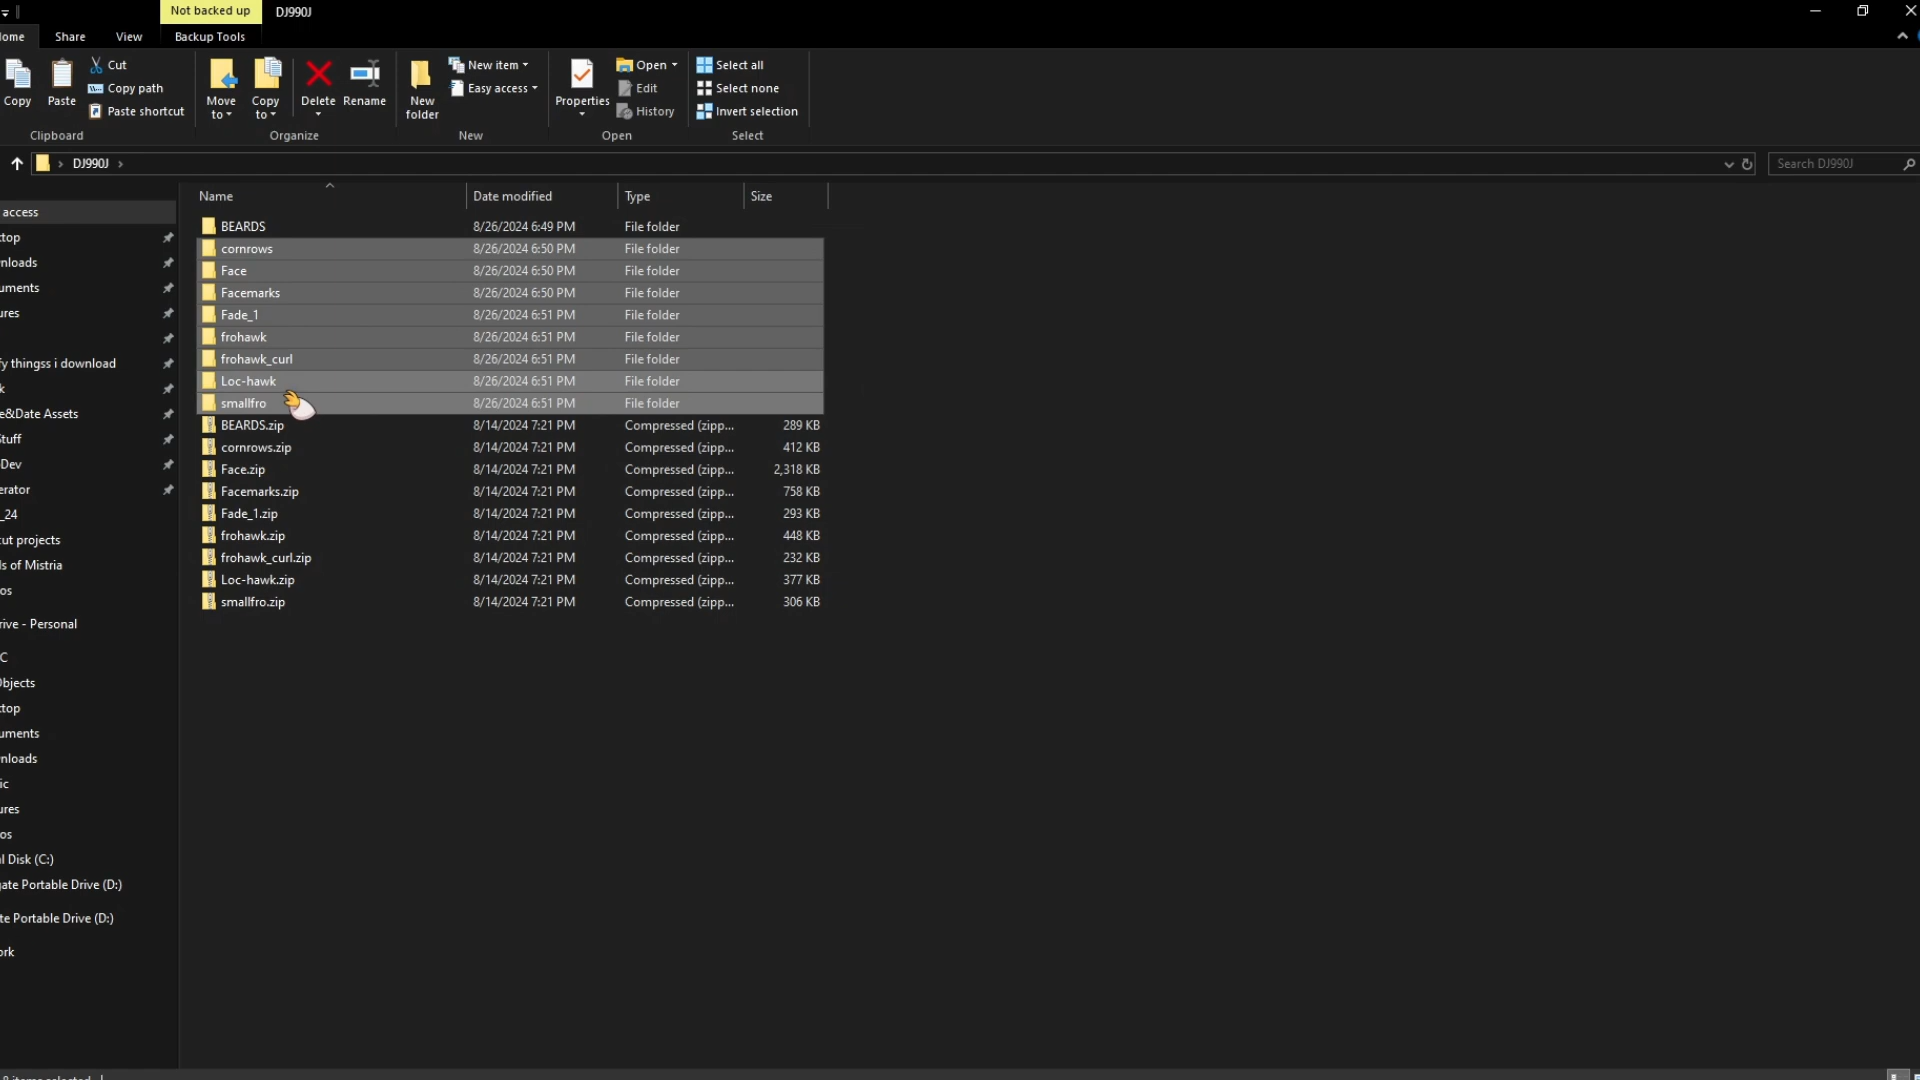 Not backed up DJ990J
Home Share View Backup Tools
Copy Paste Cut Copy path Paste shortcut
Clipboard
Move to Copy to Delete Rename
Organize
New folder New item Easy access
New
Properties Open Edit History
Open
Select all Select none Invert selection
Select
DJ990J Search DJ990J
Name Date modified Type Size
BEARDS 8/26/2024 6:49 PM File folder
cornrows 8/26/2024 6:50 PM File folder
Face 8/26/2024 6:50 PM File folder
Facemarks 8/26/2024 6:50 PM File folder
Fade_1 8/26/2024 6:51 PM File folder
frohawk 8/26/2024 6:51 PM File folder
frohawk_curl 8/26/2024 6:51 PM File folder
Loc-hawk 8/26/2024 6:51 PM File folder
smallfro 8/26/2024 6:51 PM File folder
BEARDS.zip 8/14/2024 7:21 PM Compressed (zipp... 289 KB
cornrows.zip 8/14/2024 7:21 PM Compressed (zipp... 412 KB
Face.zip 8/14/2024 7:21 PM Compressed (zipp... 2,318 KB
Facemarks.zip 8/14/2024 7:21 PM Compressed (zipp... 758 KB
Fade_1.zip 8/14/2024 7:21 PM Compressed (zipp... 293 KB
frohawk.zip 8/14/2024 7:21 PM Compressed (zipp... 448 KB
frohawk_curl.zip 8/14/2024 7:21 PM Compressed (zipp... 232 KB
Loc-hawk.zip 8/14/2024 7:21 PM Compressed (zipp... 377 KB
smallfro.zip 8/14/2024 7:21 PM Compressed (zipp... 306 KB
access
top
nloads
uments
ures
fy thingss i download
k
e&Date Assets
Stuff
Dev
erator
_24
cut projects
ds of Mistria
os
rive - Personal
C
Objects
top
uments
nloads
ic
ures
os
l Disk (C:)
gate Portable Drive (D:)
te Portable Drive (D:)
ork
8 items selected